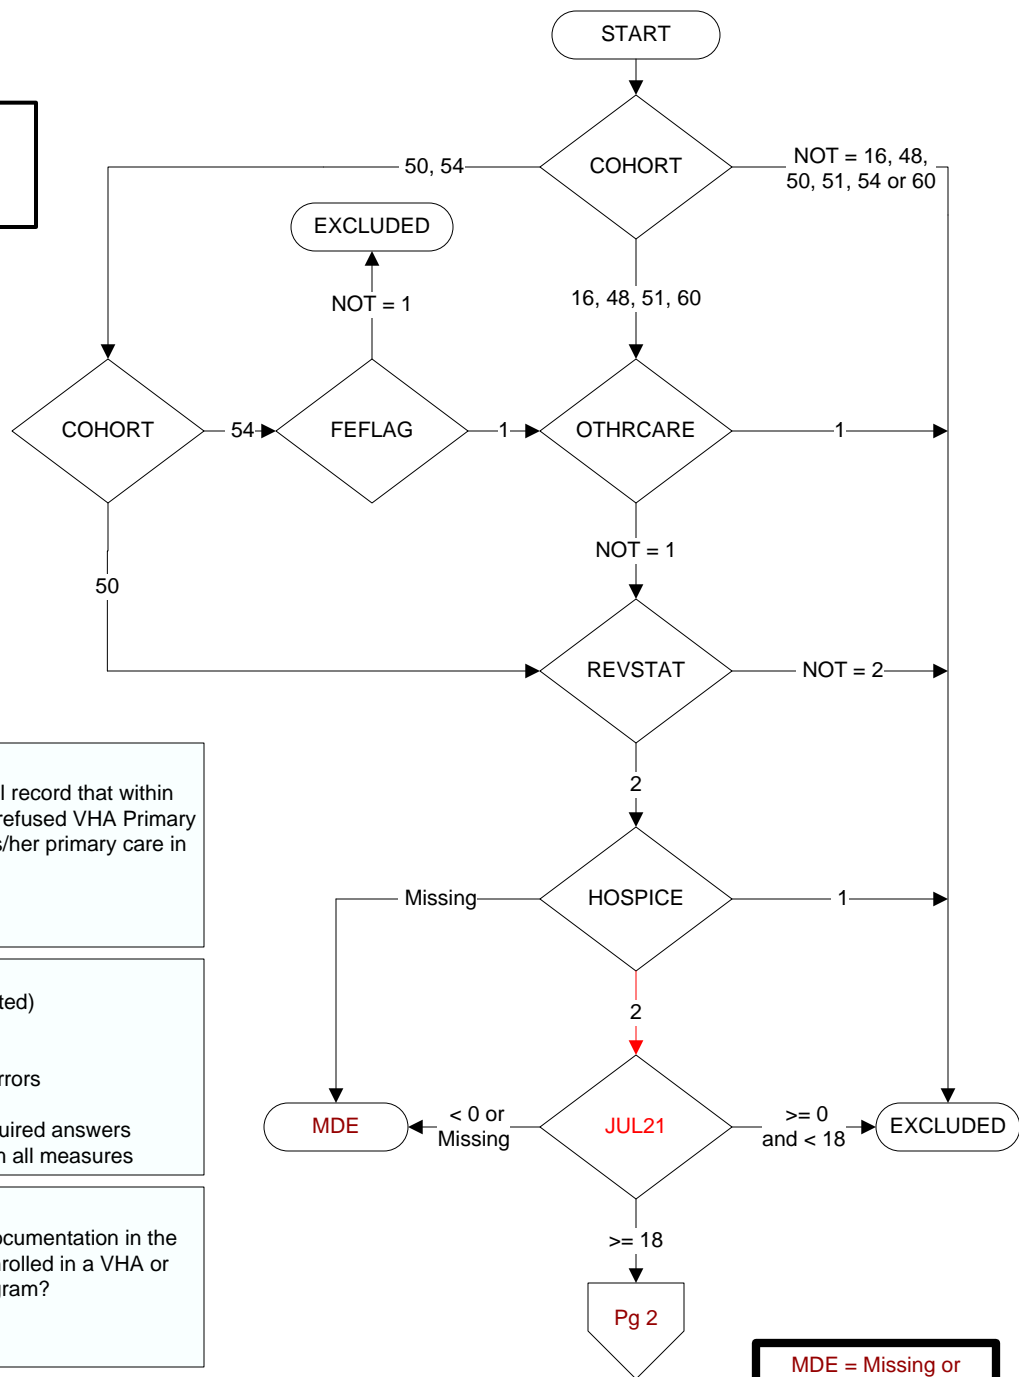 START
COHORT
50, 54
NOT = 16, 48,
50, 51, 54 or 60
EXCLUDED
NOT = 1
16, 48, 51, 60
COHORT
54
FEFLAG
1
OTHRCARE
1
NOT = 1
50
REVSTAT
NOT = 2
2
l record that within
refused VHA Primary
s/her primary care in
Missing
HOSPICE
1
2
ted)
rrors
uired answers
n all measures
MDE
< 0 or
Missing
JUL21
>= 0
and < 18
EXCLUDED
>= 18
ocumentation in the
nrolled in a VHA or
gram?
Pg 2
MDE = Missing or